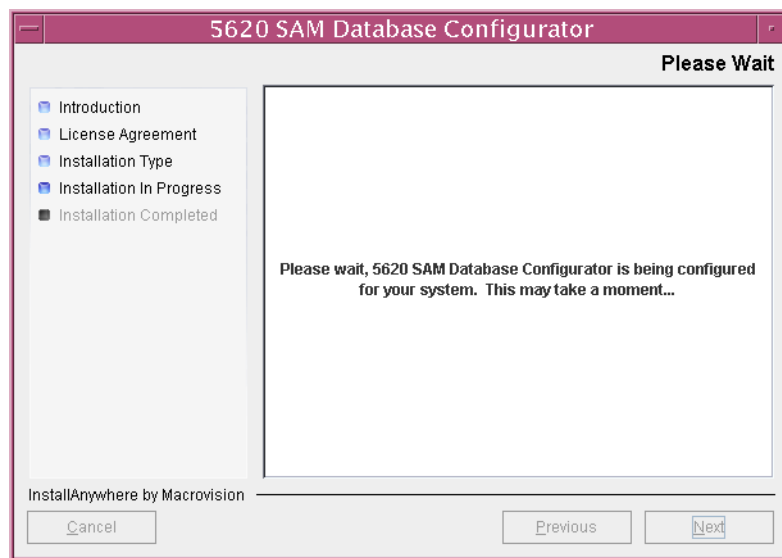 5620 SAM Database Configurator
Please Wait
Introduction
License Agreement
Installation Type
Installation In Progress
Installation Completed
Please wait, 5620 SAM Database Configurator is being configured
for your system.  This may take a moment...
InstallAnywhere by Macrovision
Cancel
Previous
Next